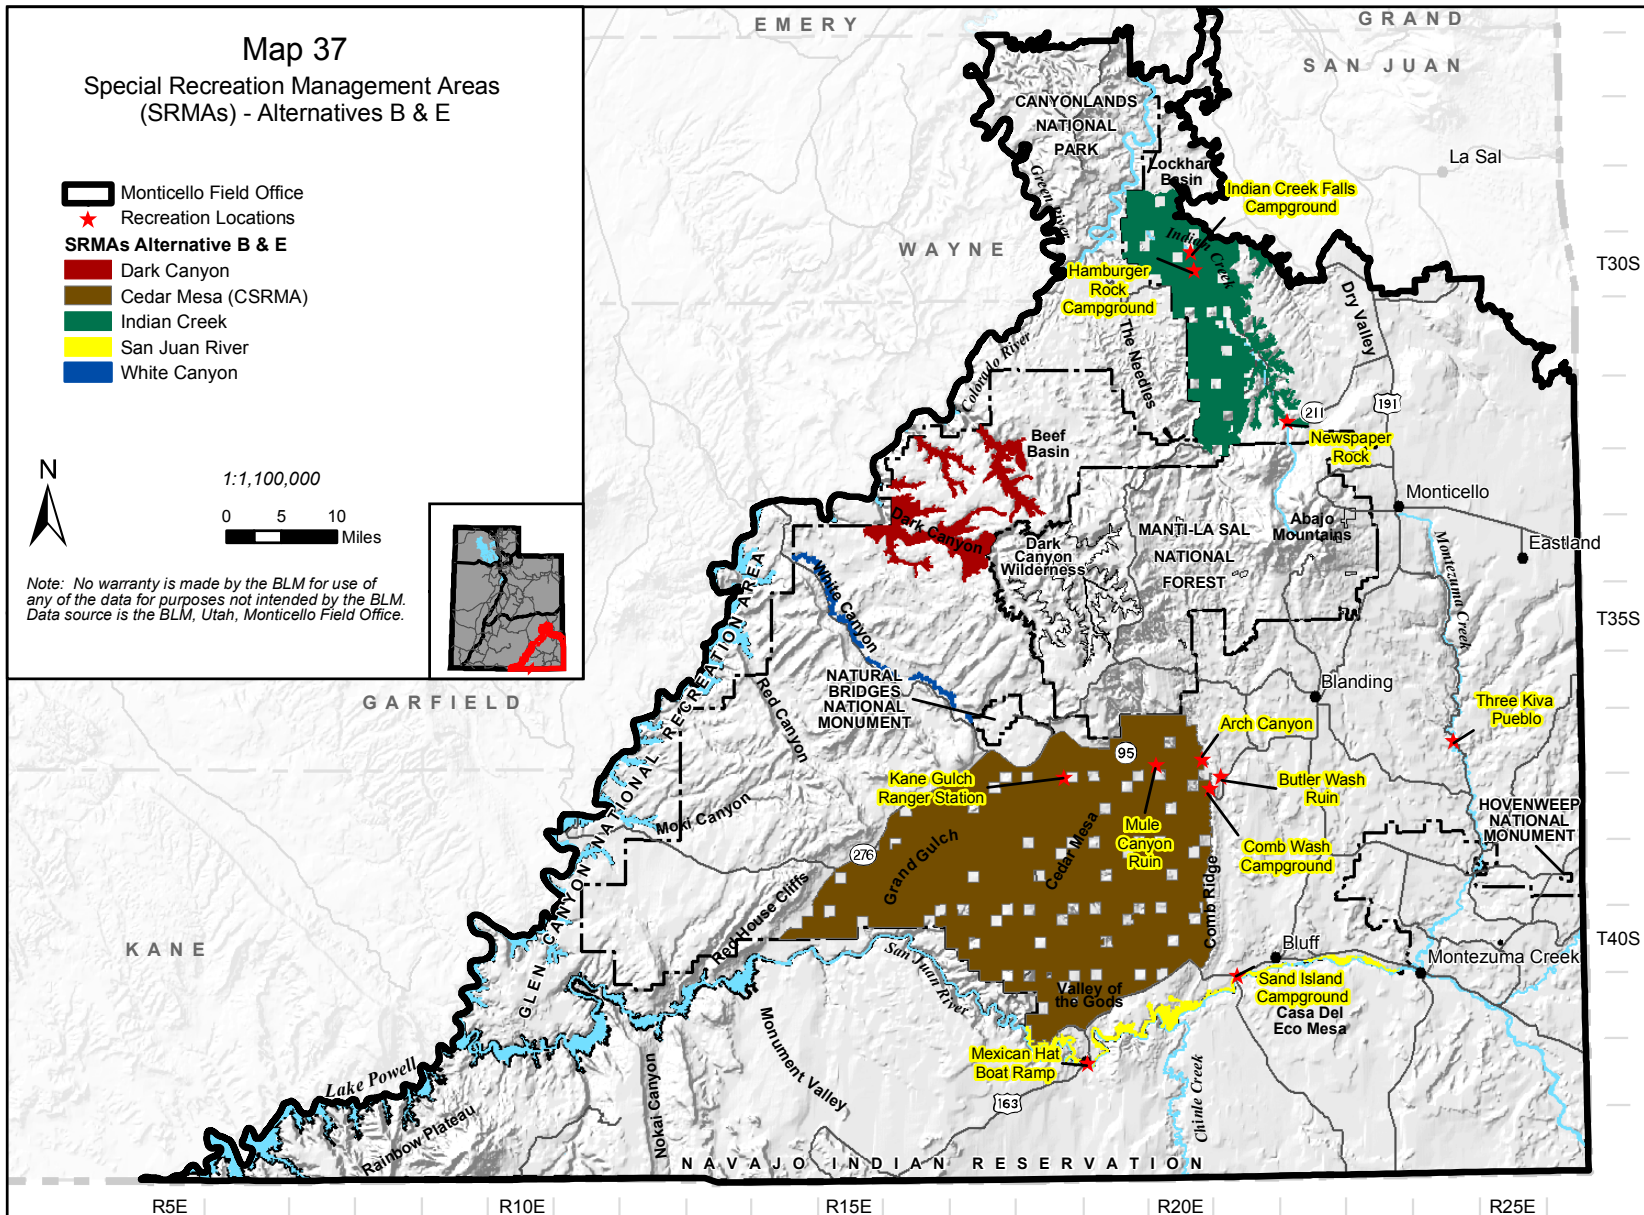 Map 37
Special Recreation Management Areas
(SRMAs) - Alternatives B & E
Monticello Field Office
Recreation Locations
SRMAs Alternative B & E
Dark Canyon
Cedar Mesa (CSRMA)
Indian Creek
San Juan River
White Canyon
N
1:1,100,000
0 5 10
Miles
Note: No warranty is made by the BLM for use of
any of the data for purposes not intended by the BLM.
Data source is the BLM, Utah, Monticello Field Office.
EMERY
GRAND
SAN JUAN
WAYNE
GARFIELD
KANE
CANYONLANDS
NATIONAL
PARK
Lockhart
Basin
La Sal
Green River
Indian Creek Falls
Campground
Indian Creek
Hamburger
Rock
Campground
The Needles
Dry Valley
T30S
Colorado River
211
191
Newspaper
Rock
Beef
Basin
Monticello
Dark Canyon
Dark
Canyon
Wilderness
MANTI-LA SAL
NATIONAL
FOREST
Abajo
Mountains
Eastland
Montezuma Creek
White Canyon
T35S
NATURAL
BRIDGES
NATIONAL
MONUMENT
Blanding
Red Canyon
GLEN CANYON NATIONAL RECREATION AREA
Three Kiva
Pueblo
Arch Canyon
95
Kane Gulch
Ranger Station
Butler Wash
Ruin
Mule
Canyon
Ruin
Comb Wash
Campground
HOVENWEEP
NATIONAL
MONUMENT
Moki Canyon
276
Grand Gulch
Cedar Mesa
Comb Ridge
Red House Cliffs
T40S
Bluff
Montezuma Creek
San Juan River
Valley of
the Gods
Sand Island
Campground
Casa Del
Eco Mesa
Mexican Hat
Boat Ramp
163
Monument Valley
Chinle Creek
Lake Powell
Nokai Canyon
Rainbow Plateau
NAVAJO INDIAN RESERVATION
R5E R10E R15E R20E R25E